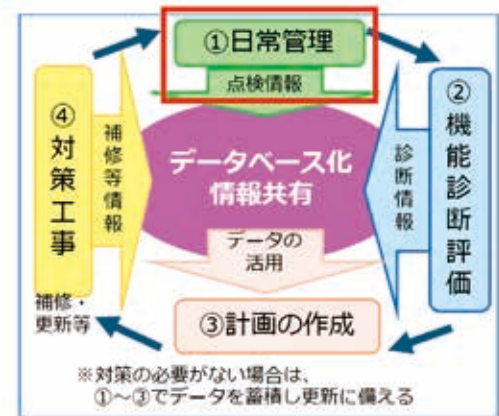 ①日常管理
点検情報
②機能診断評価
診断情報
データベース化
情報共有
データの
活用
③計画の作成
④対策工事
補修等情報
補修・
更新等
※対策の必要がない場合は、
①～③でデータを蓄積し更新に備える